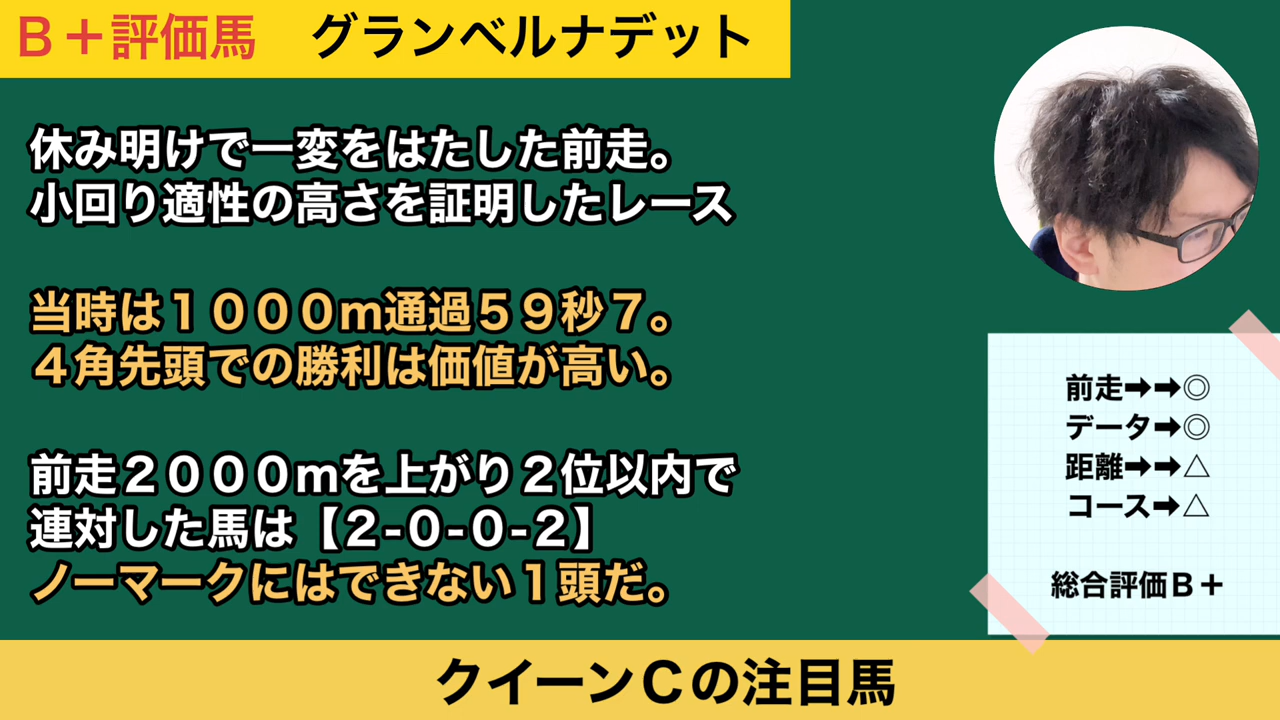 B＋評価馬　グランベルナデット
休み明けで一変をはたした前走。
小回り適性の高さを証明したレース
当時は１０００m通過５９秒７。
４角先頭での勝利は価値が高い。
前走２０００mを上がり２位以内で
連対した馬は【２-０-０-２】
ノーマークにはできない１頭だ。
前走➡➡◎
データ➡◎
距離➡➡△
コース➡△
総合評価Ｂ＋
クイーンＣの注目馬